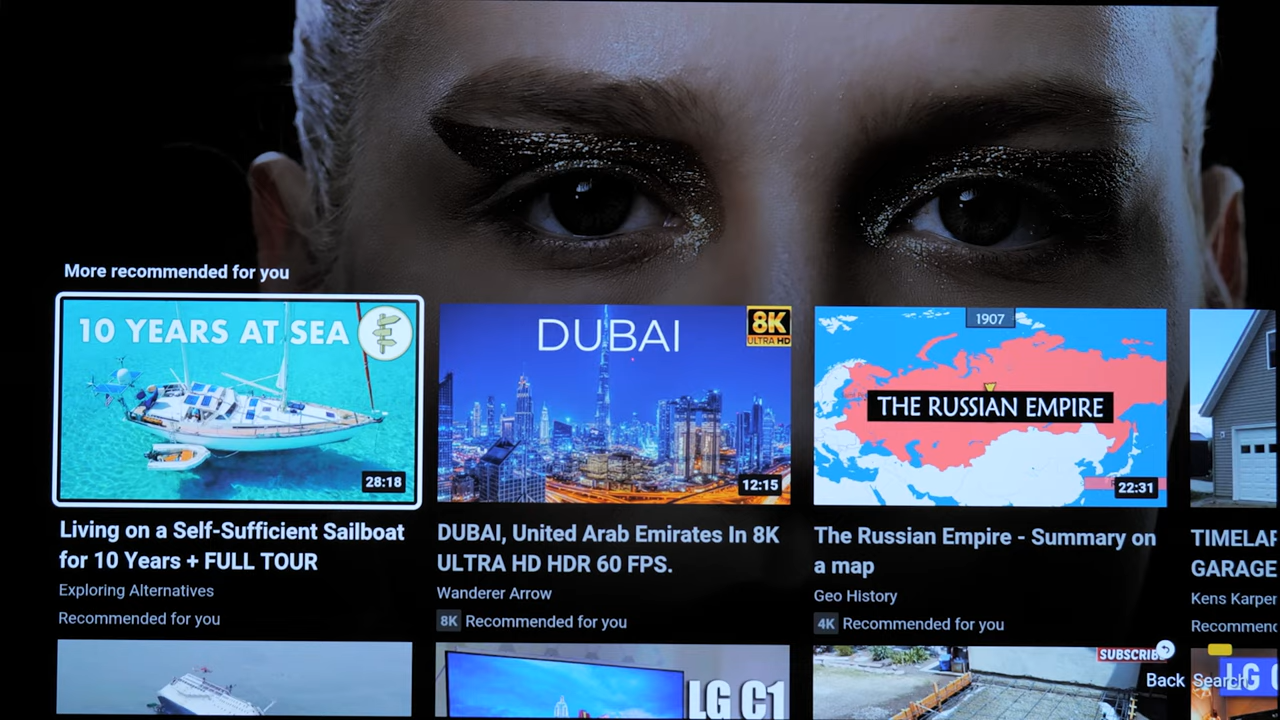 More recommended for you
10 YEARS AT SEA
28:18
DUBAI
8K
ULTRA HD
12:15
1907
THE RUSSIAN EMPIRE
22:31
Living on a Self-Sufficient Sailboat
for 10 Years + FULL TOUR
Exploring Alternatives
Recommended for you
DUBAI, United Arab Emirates In 8K
ULTRA HD HDR 60 FPS.
Wanderer Arrow
8K Recommended for you
The Russian Empire - Summary on
a map
Geo History
4K Recommended for you
GARAGE
Kens
LG C1
SUBSCRIBE
Back Search
LG